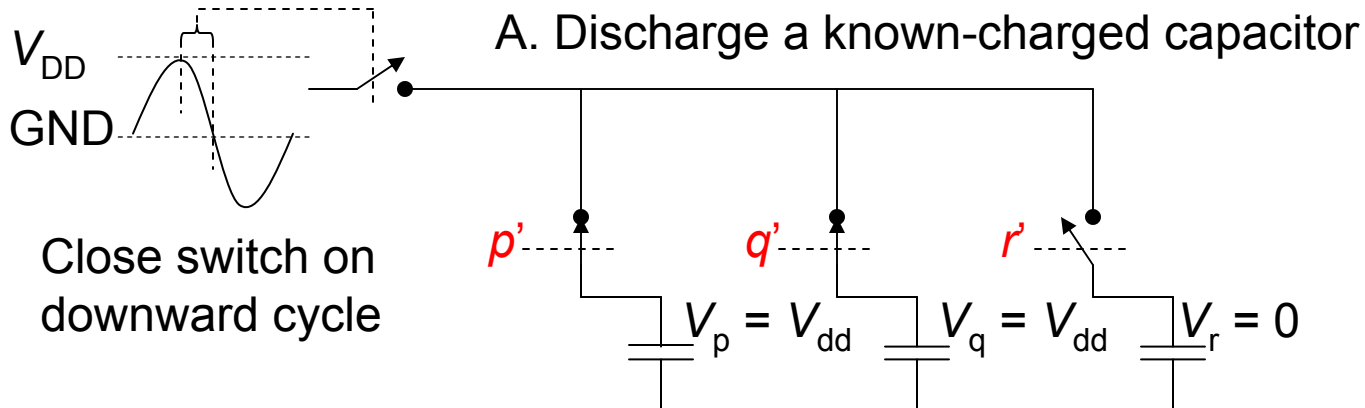 A. Discharge a known-charged capacitor
VDD
GND
Close switch on
downward cycle
p’
q’
r’
Vp = Vdd
Vq = Vdd
Vr = 0